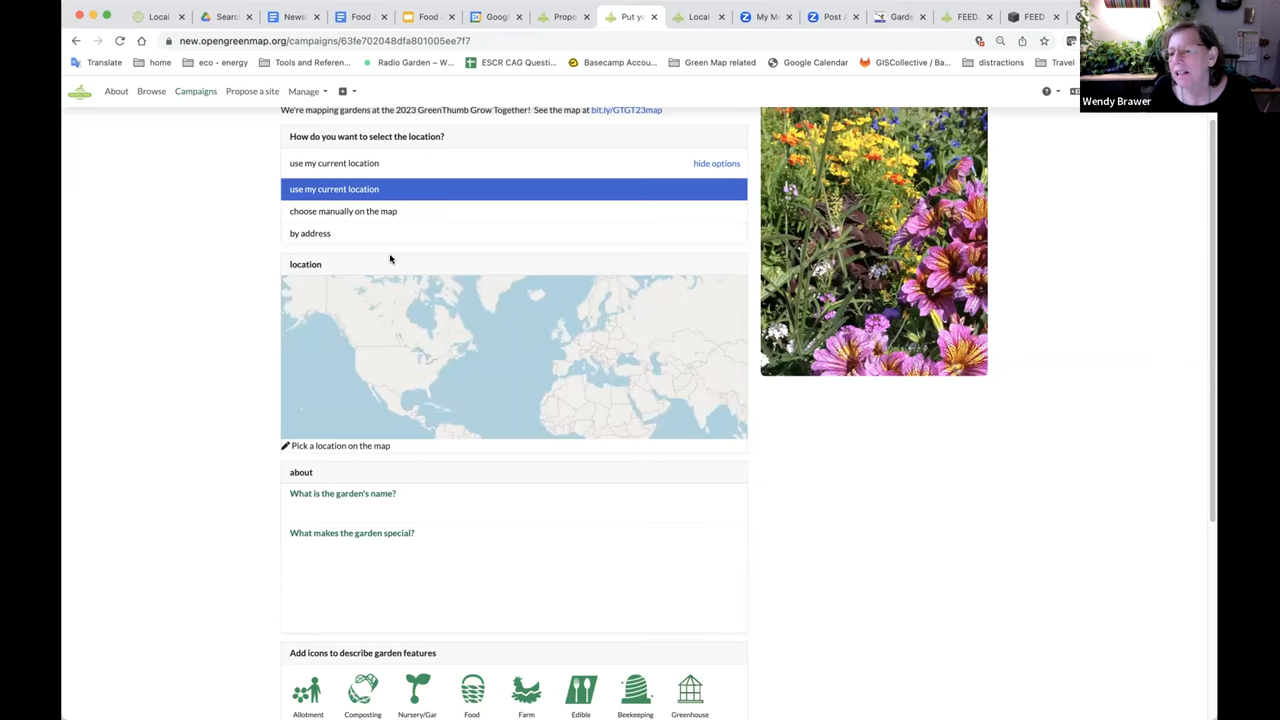 Local
Searc
News
Food
Food
Googl
Propo
Put yo
Local
My M
Post
Garde
FEED.
FEED
new.opengreenmap.org/campaigns/63fe702048dfa801005ee7f7
Translate
home
eco - energy
Tools and Referen...
Radio Garden – W...
ESCR CAG Questi...
Basecamp Accou...
Green Map related
Google Calendar
GISCollective / Ba...
distractions
Travel
About
Browse
Campaigns
Propose a site
Manage
Wendy Brawer
We're mapping gardens at the 2023 GreenThumb Grow Together! See the map at bit.ly/GTGT23map
How do you want to select the location?
use my current location
hide options
use my current location
choose manually on the map
by address
location
Pick a location on the map
about
What is the garden's name?
What makes the garden special?
Add icons to describe garden features
Allotment
Composting
Nursery/Gar
Food
Farm
Edible
Beekeeping
Greenhouse